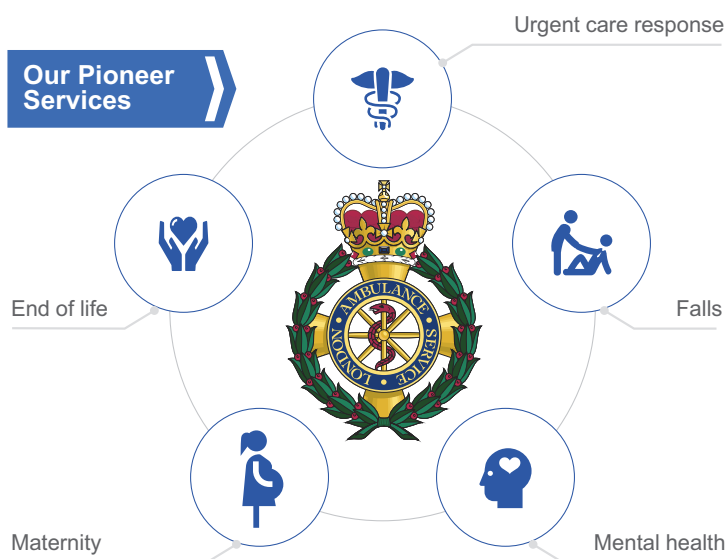 Urgent care response
Our Pioneer
Services
End of life
Falls
LONDON • AMBULANCE • SERVICE •
Maternity
Mental health